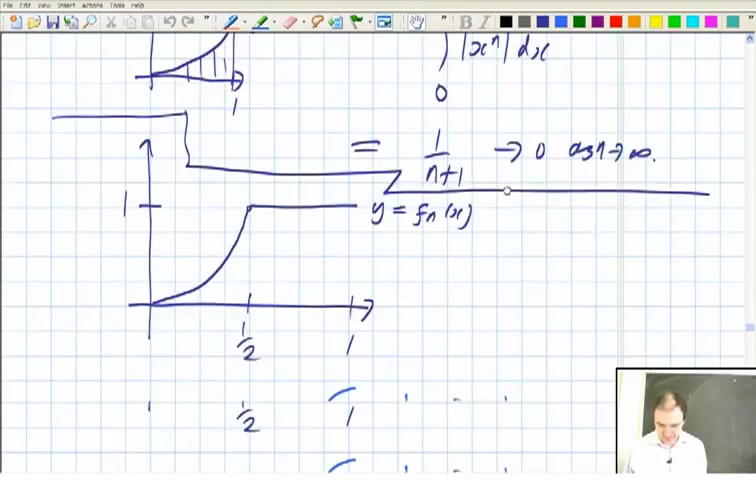 File Edit View Insert Actions Tools Help
∫ |xⁿ| dx
0
1
= 1/(n+1) → 0 as n → ∞.
1
y = fn(x)
1/2 1
1/2 1